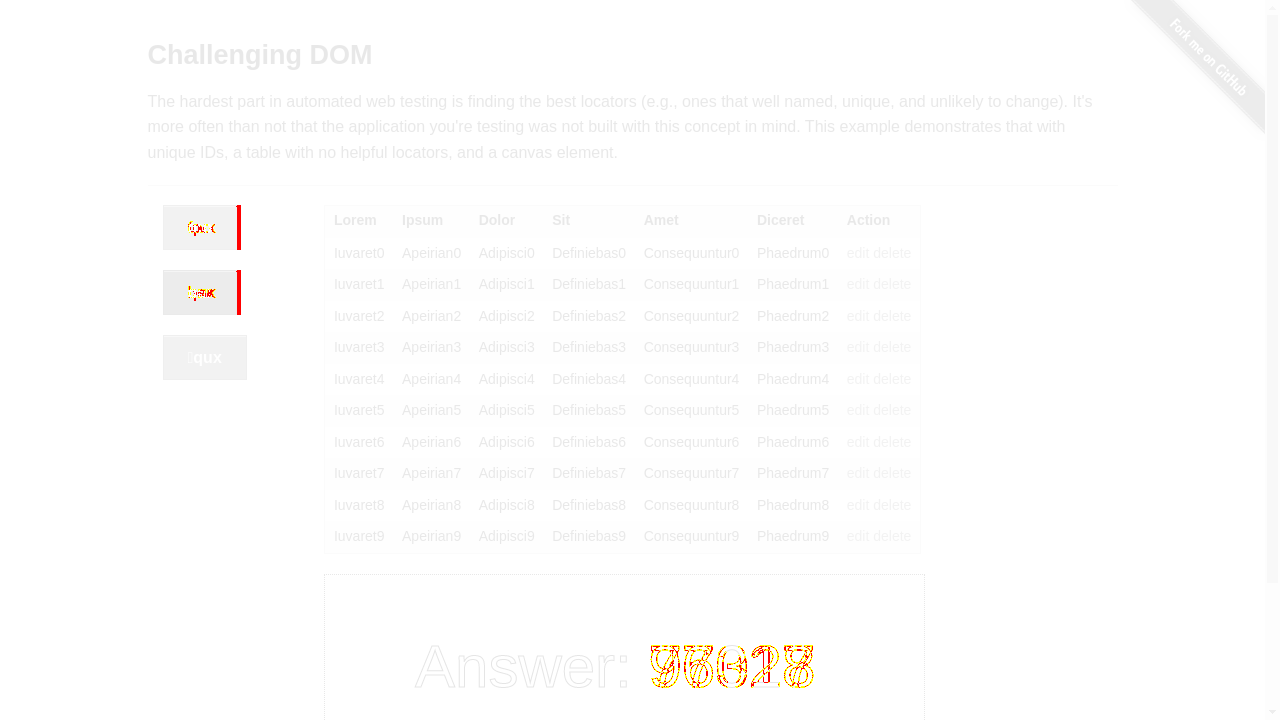 Fork me on GitHub
Challenging DOM
The hardest part in automated web testing is finding the best locators (e.g., ones that well named, unique, and unlikely to change). It's
more often than not that the application you're testing was not built with this concept in mind. This example demonstrates that with
unique IDs, a table with no helpful locators, and a canvas element.
qux
Lorem Ipsum Dolor Sit Amet Diceret Action
Iuvaret0 Apeirian0 Adipisci0 Definiebas0 Consequuntur0 Phaedrum0 edit delete
Iuvaret1 Apeirian1 Adipisci1 Definiebas1 Consequuntur1 Phaedrum1 edit delete
Iuvaret2 Apeirian2 Adipisci2 Definiebas2 Consequuntur2 Phaedrum2 edit delete
Iuvaret3 Apeirian3 Adipisci3 Definiebas3 Consequuntur3 Phaedrum3 edit delete
Iuvaret4 Apeirian4 Adipisci4 Definiebas4 Consequuntur4 Phaedrum4 edit delete
Iuvaret5 Apeirian5 Adipisci5 Definiebas5 Consequuntur5 Phaedrum5 edit delete
Iuvaret6 Apeirian6 Adipisci6 Definiebas6 Consequuntur6 Phaedrum6 edit delete
Iuvaret7 Apeirian7 Adipisci7 Definiebas7 Consequuntur7 Phaedrum7 edit delete
Iuvaret8 Apeirian8 Adipisci8 Definiebas8 Consequuntur8 Phaedrum8 edit delete
Iuvaret9 Apeirian9 Adipisci9 Definiebas9 Consequuntur9 Phaedrum9 edit delete
Answer: